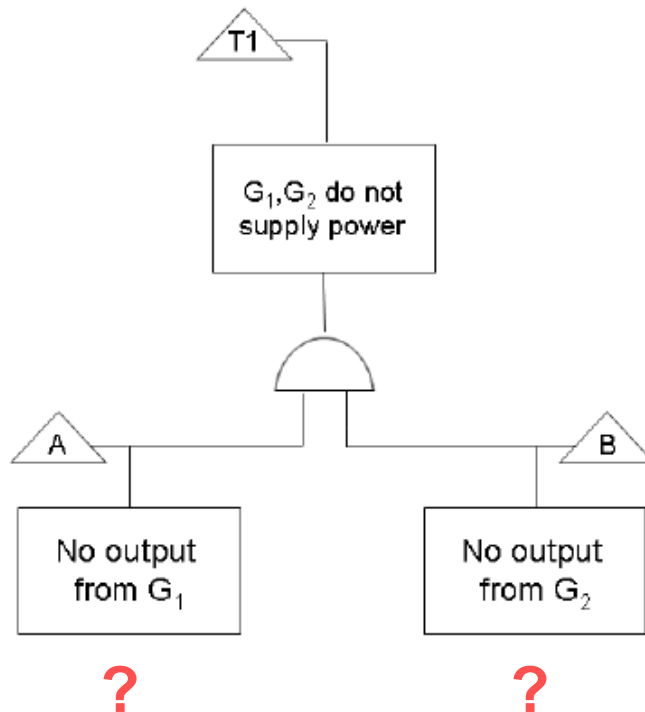 T1
G₁,G₂ do not
supply power
A
B
No output
from G₁
No output
from G₂
?
?